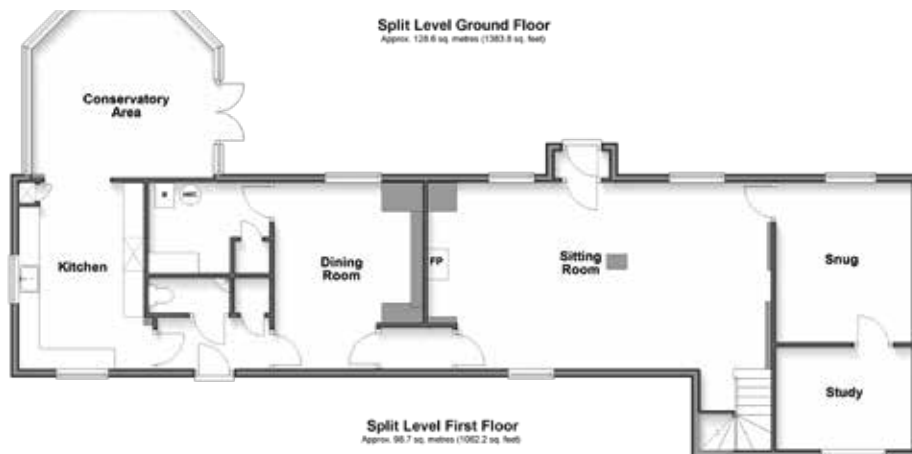 Split Level Ground Floor
Approx. 128.6 sq. metres (1383.8 sq. feet)
Conservatory
Area
B
HWC
Kitchen
Dining
Room
FP
Sitting
Room
Snug
Study
Split Level First Floor
Approx. 98.7 sq. metres (1062.2 sq. feet)